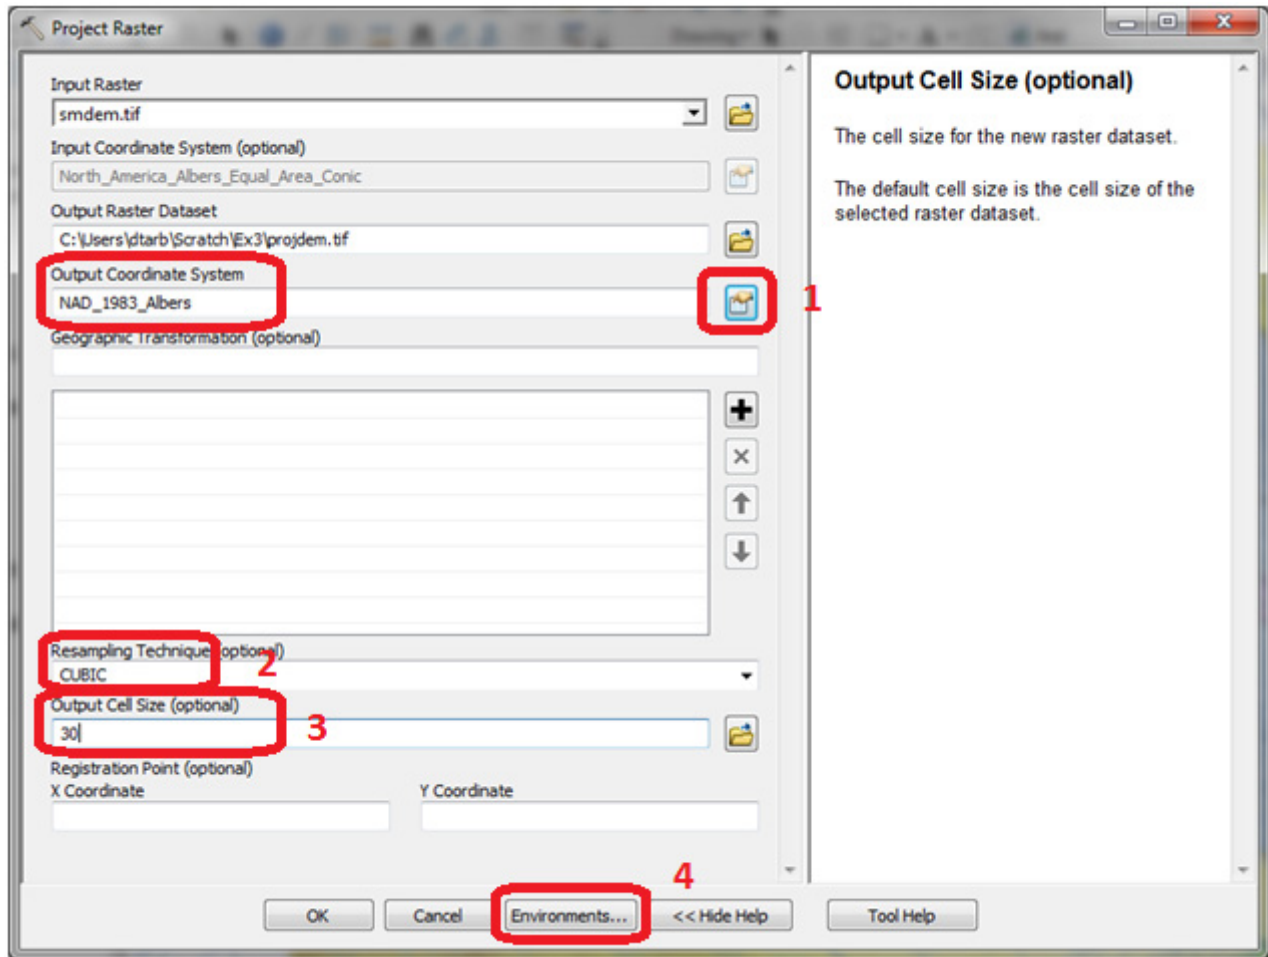 Project Raster
Input Raster
smdem.tif
Input Coordinate System (optional)
North_America_Albers_Equal_Area_Conic
Output Raster Dataset
C:\Users\dtarb\Scratch\Ex3\projdem.tif
Output Coordinate System
NAD_1983_Albers
1
Geographic Transformation (optional)
Resampling Technique (optional)
2
CUBIC
Output Cell Size (optional)
3
30
Registration Point (optional)
X Coordinate
Y Coordinate
4
OK
Cancel
Environments...
<< Hide Help
Tool Help
Output Cell Size (optional)
The cell size for the new raster dataset.
The default cell size is the cell size of the
selected raster dataset.